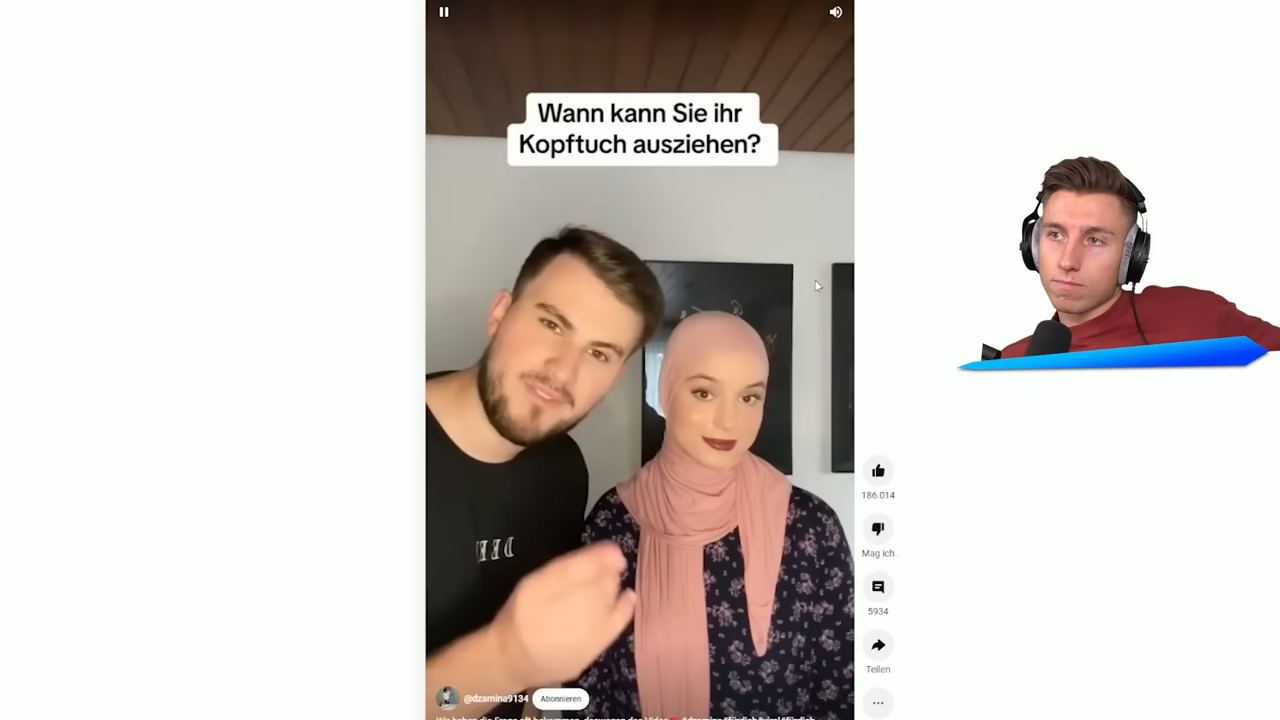 Wann kann Sie ihr
Kopftuch ausziehen?
186.014
Mag ich .
5934
Teilen
@dzamina9134
Abonnieren